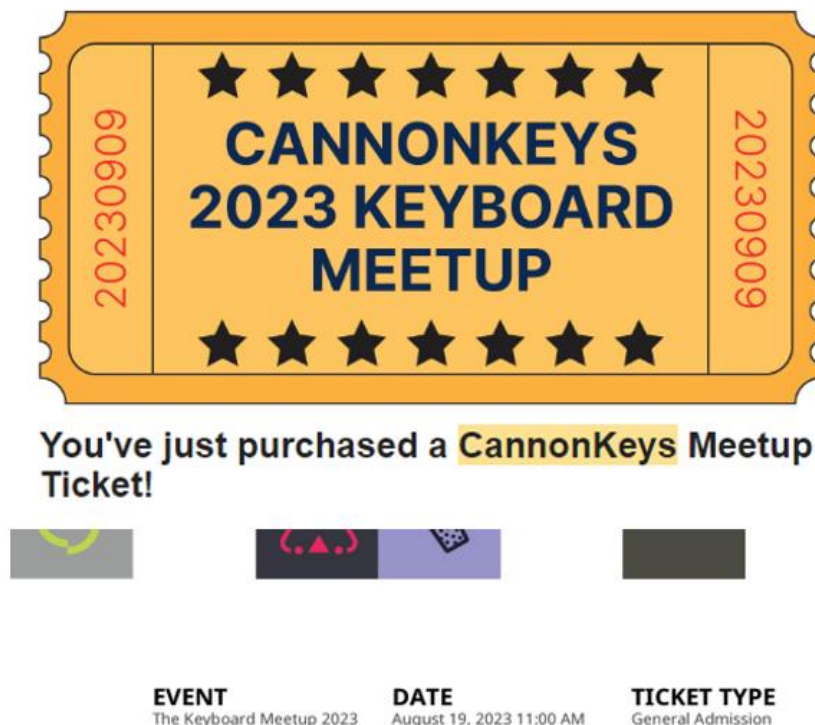 20230909
CANNONKEYS
2023 KEYBOARD
MEETUP
20230909
You've just purchased a CannonKeys Meetup
Ticket!
EVENT
The Keyboard Meetup 2023
DATE
August 19, 2023 11:00 AM
TICKET TYPE
General Admission